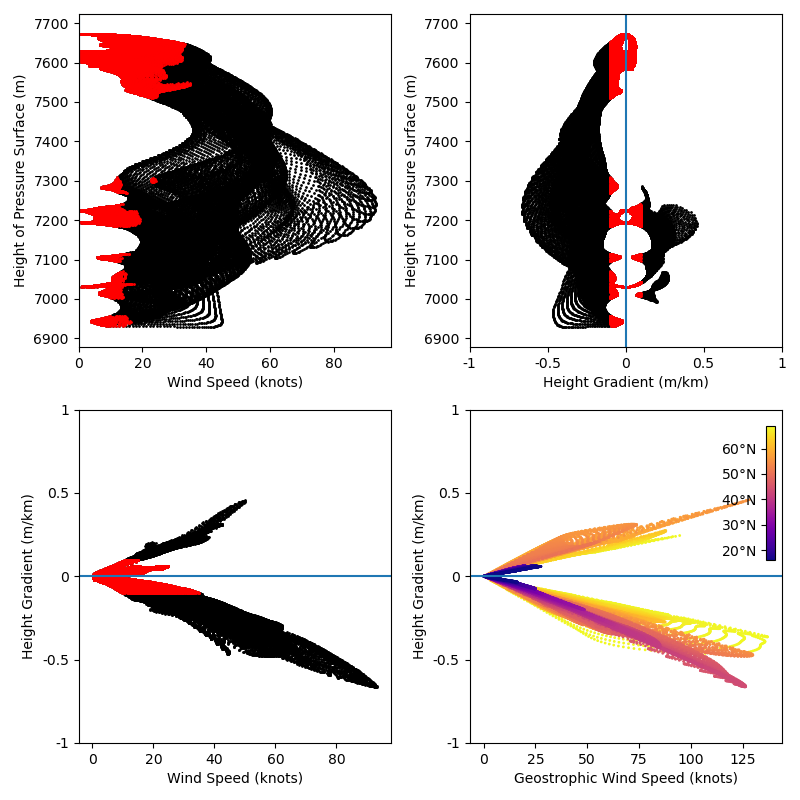 7700
7600
7500
7400
7300
7200
7100
7000
6900
Height of Pressure Surface (m)
0 20 40 60 80
Wind Speed (knots)
7700
7600
7500
7400
7300
7200
7100
7000
6900
Height of Pressure Surface (m)
-1 -0.5 0 0.5 1
Height Gradient (m/km)
1
0.5
0
-0.5
-1
Height Gradient (m/km)
0 20 40 60 80
Wind Speed (knots)
1
0.5
0
-0.5
-1
Height Gradient (m/km)
60°N
50°N
40°N
30°N
20°N
0 25 50 75 100 125
Geostrophic Wind Speed (knots)